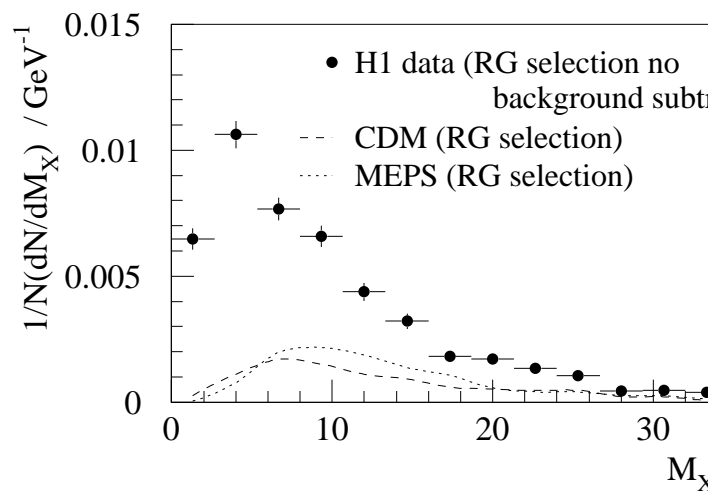 0.015
0.01
0.005
0
1/N(dN/dM_X) / GeV^-1
H1 data (RG selection no
background subtr
CDM (RG selection)
MEPS (RG selection)
0 10 20 30
M_X